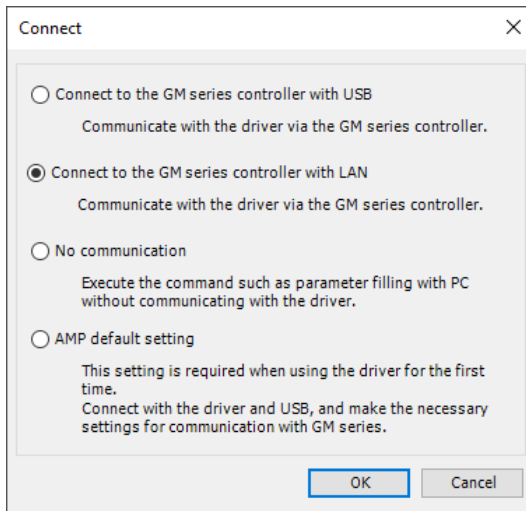 Connect
Connect to the GM series controller with USB
Communicate with the driver via the GM series controller.
Connect to the GM series controller with LAN
Communicate with the driver via the GM series controller.
No communication
Execute the command such as parameter filling with PC
without communicating with the driver.
AMP default setting
This setting is required when using the driver for the first
time.
Connect with the driver and USB, and make the necessary
settings for communication with GM series.
OK
Cancel